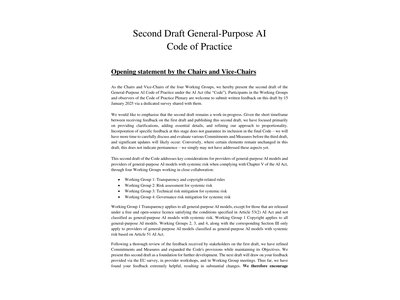 Second Draft General-Purpose AI
Code of Practice
Opening statement by the Chairs and Vice-Chairs
As the Chairs and Vice-Chairs of the four Working Groups, we hereby present the second draft of the
General-Purpose AI Code of Practice under the AI Act (the "Code"). Participants in the Working Groups
and observers of the Code of Practice Plenary are welcome to submit written feedback on this draft by 15
January 2025 via a dedicated survey shared with them.
We would like to emphasise that the second draft remains a work in progress. Given the short timeframe
between receiving feedback on the first draft and publishing this second draft, we have focused primarily
on providing clarifications, adding essential details, and refining our approach to proportionality.
Incorporation of specific feedback at this stage does not guarantee its inclusion in the final Code – we will
have more time to carefully discuss and evaluate various Commitments and Measures before the third draft,
and significant updates will likely occur. Conversely, where certain elements remain unchanged in this
draft, this does not indicate permanence – we simply may not have addressed these aspects yet.
This second draft of the Code addresses key considerations for providers of general-purpose AI models and
providers of general-purpose AI models with systemic risk when complying with Chapter V of the AI Act,
through four Working Groups working in close collaboration:
• Working Group 1: Transparency and copyright-related rules
• Working Group 2: Risk assessment for systemic risk
• Working Group 3: Technical risk mitigation for systemic risk
• Working Group 4: Governance risk mitigation for systemic risk
Working Group 1 Transparency applies to all general-purpose AI models, except for those that are released
under a free and open-source licence satisfying the conditions specified in Article 53(2) AI Act and not
classified as general-purpose AI models with systemic risk. Working Group 1 Copyright applies to all
general-purpose AI models. Working Groups 2, 3, and 4, along with the corresponding Section III only
apply to providers of general-purpose AI models classified as general-purpose AI models with systemic
risk based on Article 51 AI Act.
Following a thorough review of the feedback received by stakeholders on the first draft, we have refined
Commitments and Measures and expanded the Code's provisions while maintaining its Objectives. We
present this second draft as a foundation for further development. The next draft will draw on your feedback
provided via the EU survey, in provider workshops, and in Working Group meetings. Thus far, we have
found your feedback extremely helpful, resulting in substantial changes. We therefore encourage